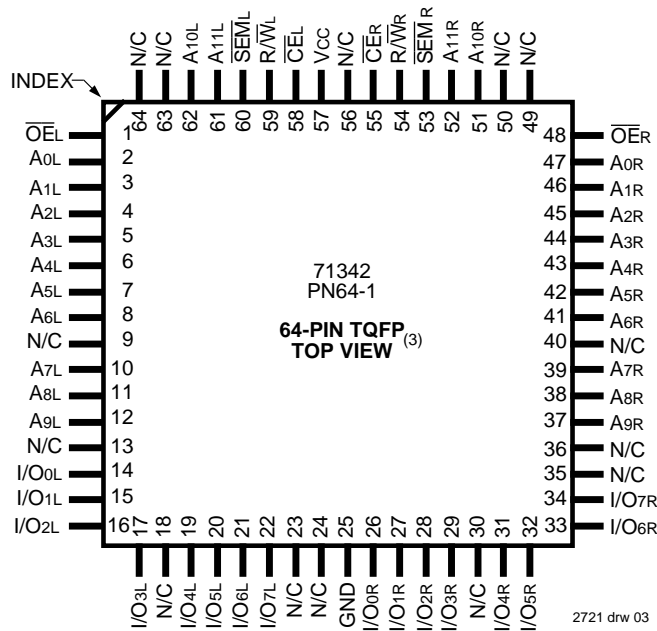 N/C
N/C
A10L
A11L
SEML
R/WL
CEL
VCC
N/C
CER
R/WR
SEMR
A11R
A10R
N/C
N/C
INDEX
64
63
62
61
60
59
58
57
56
55
54
53
52
51
50
49
OEL 1
A0L 2
A1L 3
A2L 4
A3L 5
A4L 6
A5L 7
A6L 8
N/C 9
A7L 10
A8L 11
A9L 12
N/C 13
I/O0L 14
I/O1L 15
I/O2L 16
71342
PN64-1
64-PIN TQFP (3)
TOP VIEW
48 OER
47 A0R
46 A1R
45 A2R
44 A3R
43 A4R
42 A5R
41 A6R
40 N/C
39 A7R
38 A8R
37 A9R
36 N/C
35 N/C
34 I/O7R
33 I/O6R
17
18
19
20
21
22
23
24
25
26
27
28
29
30
31
32
I/O3L
N/C
I/O4L
I/O5L
I/O6L
I/O7L
N/C
N/C
GND
I/O0R
I/O1R
I/O2R
I/O3R
N/C
I/O4R
I/O5R
2721 drw 03